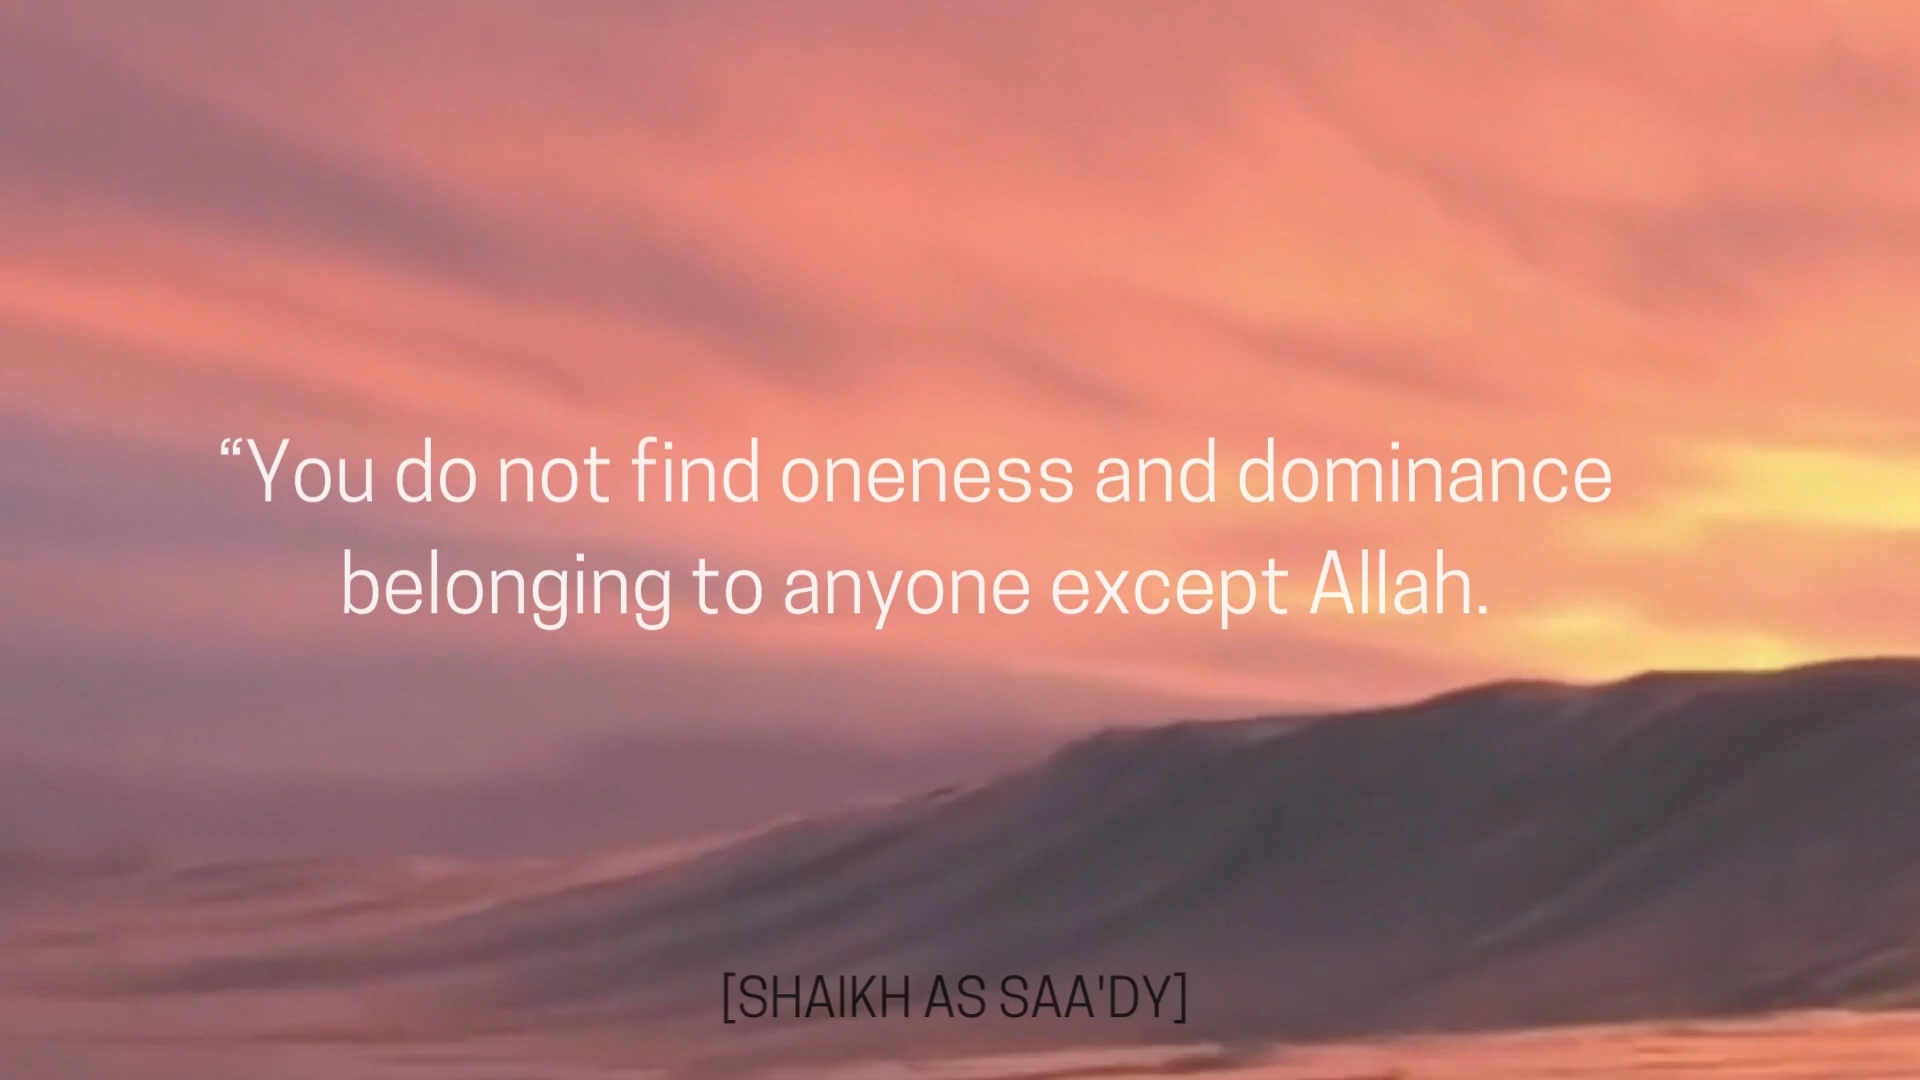 “You do not find oneness and dominance
belonging to anyone except Allah.
[SHAIKH AS SAA'DY]